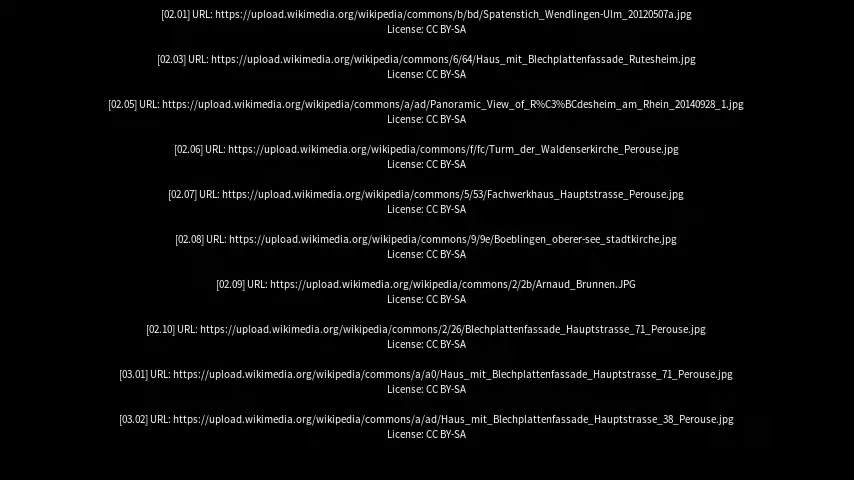 [02.01] URL: https://upload.wikimedia.org/wikipedia/commons/b/bd/Spatenstich_Wendlingen-Ulm_20120507a.jpg
License: CC BY-SA
[02.03] URL: https://upload.wikimedia.org/wikipedia/commons/6/64/Haus_mit_Blechplattenfassade_Rutesheim.jpg
License: CC BY-SA
[02.05] URL: https://upload.wikimedia.org/wikipedia/commons/a/ad/Panoramic_View_of_R%C3%BCdesheim_am_Rhein_20140928_1.jpg
License: CC BY-SA
[02.06] URL: https://upload.wikimedia.org/wikipedia/commons/f/fc/Turm_der_Waldenserkirche_Perouse.jpg
License: CC BY-SA
[02.07] URL: https://upload.wikimedia.org/wikipedia/commons/5/53/Fachwerkhaus_Hauptstrasse_Perouse.jpg
License: CC BY-SA
[02.08] URL: https://upload.wikimedia.org/wikipedia/commons/9/9e/Boeblingen_oberer-see_stadtkirche.jpg
License: CC BY-SA
[02.09] URL: https://upload.wikimedia.org/wikipedia/commons/2/2b/Arnaud_Brunnen.JPG
License: CC BY-SA
[02.10] URL: https://upload.wikimedia.org/wikipedia/commons/2/26/Blechplattenfassade_Hauptstrasse_71_Perouse.jpg
License: CC BY-SA
[03.01] URL: https://upload.wikimedia.org/wikipedia/commons/a/a0/Haus_mit_Blechplattenfassade_Hauptstrasse_71_Perouse.jpg
License: CC BY-SA
[03.02] URL: https://upload.wikimedia.org/wikipedia/commons/a/ad/Haus_mit_Blechplattenfassade_Hauptstrasse_38_Perouse.jpg
License: CC BY-SA